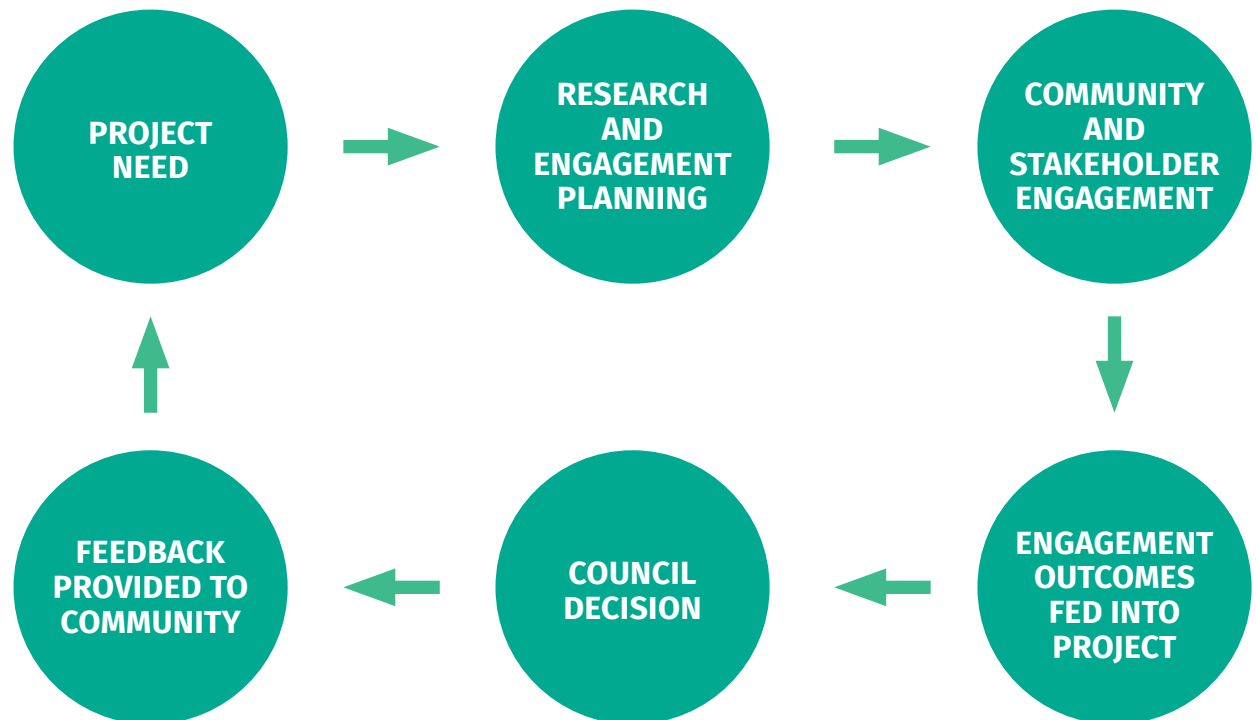 PROJECT
NEED
RESEARCH
AND
ENGAGEMENT
PLANNING
COMMUNITY
AND
STAKEHOLDER
ENGAGEMENT
ENGAGEMENT
OUTCOMES
FED INTO
PROJECT
COUNCIL
DECISION
FEEDBACK
PROVIDED TO
COMMUNITY